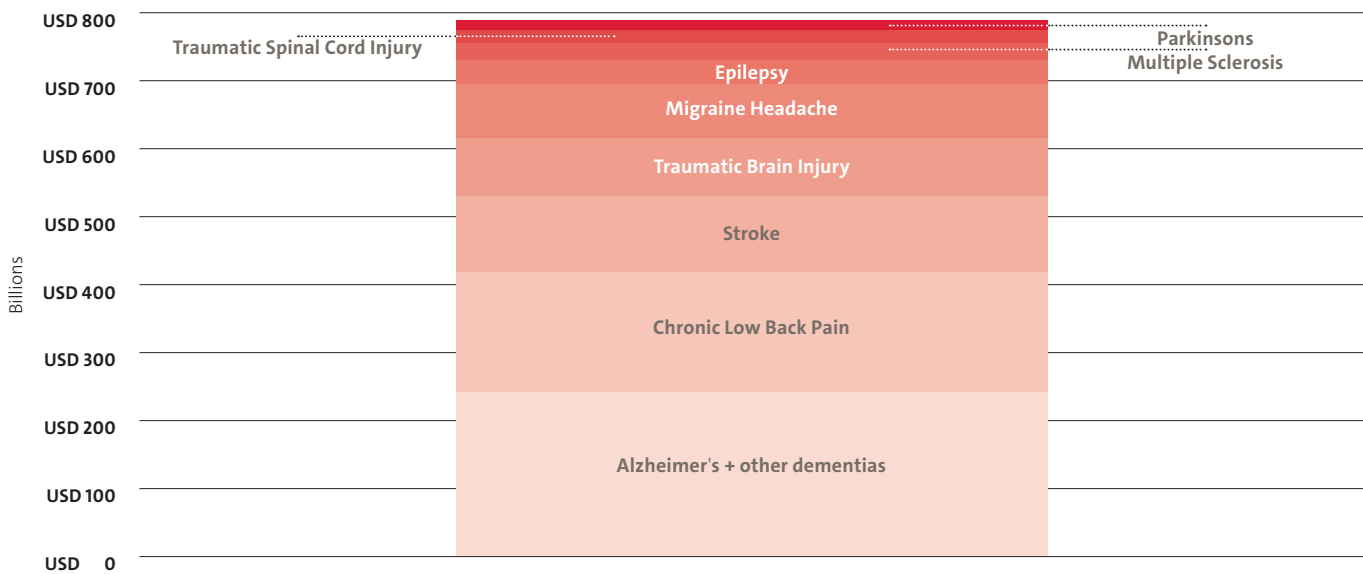 USD 800
Traumatic Spinal Cord Injury
Parkinsons
Multiple Sclerosis
Epilepsy
USD 700
Migraine Headache
USD 600
Traumatic Brain Injury
USD 500
Stroke
Billions
USD 400
Chronic Low Back Pain
USD 300
USD 200
Alzheimer's + other dementias
USD 100
USD 0